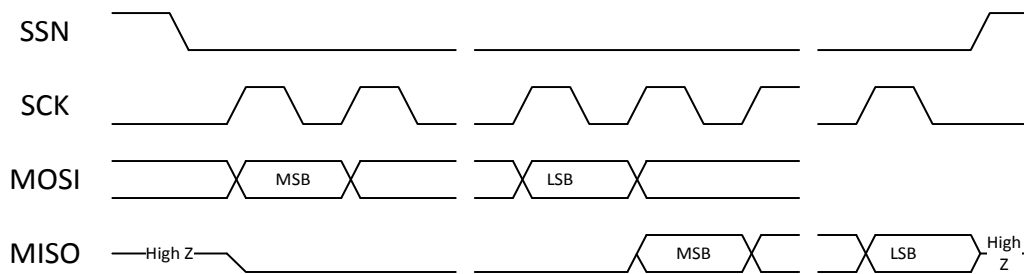 SSN
SCK
MOSI
MSB
LSB
MISO
High Z
MSB
LSB
High
Z